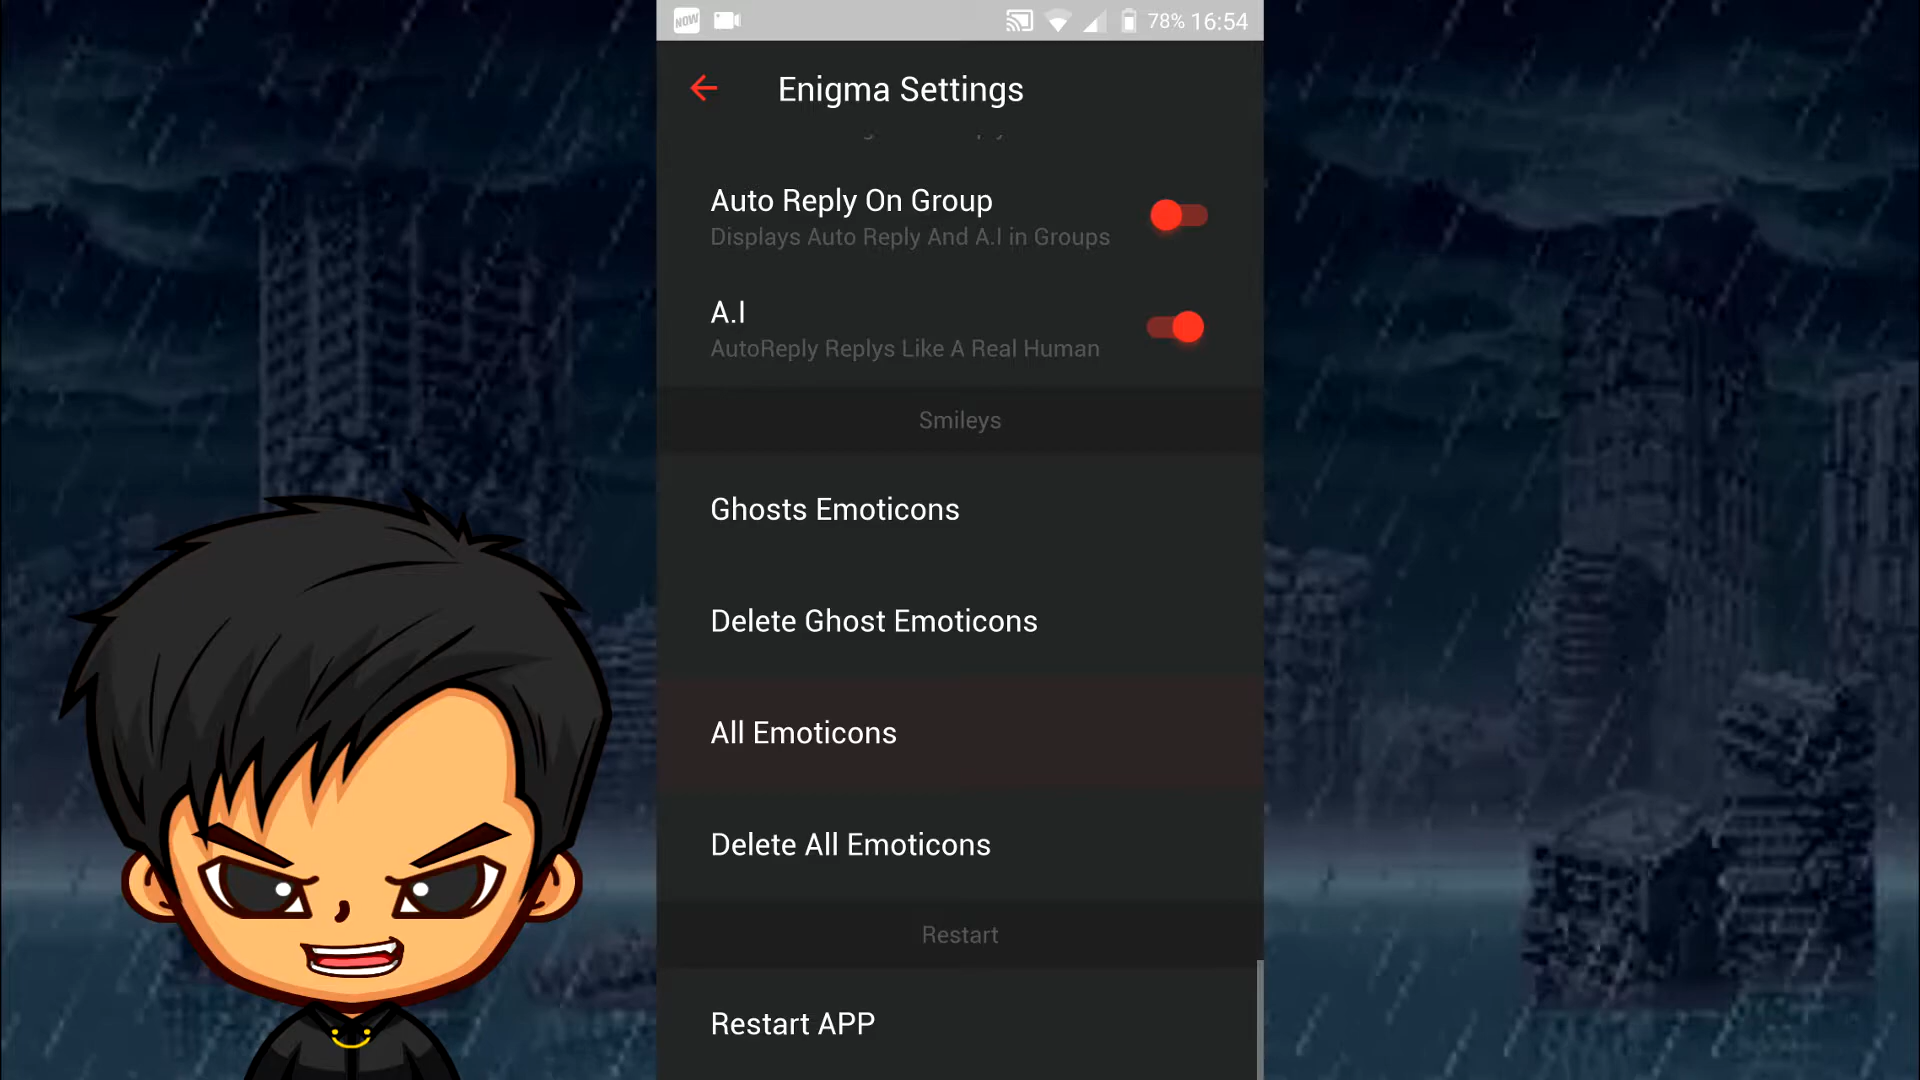 NOW
78% 16:54
Enigma Settings
Auto Reply On Group
Displays Auto Reply And A.I in Groups
A.I
AutoReply Replys Like A Real Human
Smileys
Ghosts Emoticons
Delete Ghost Emoticons
All Emoticons
Delete All Emoticons
Restart
Restart APP